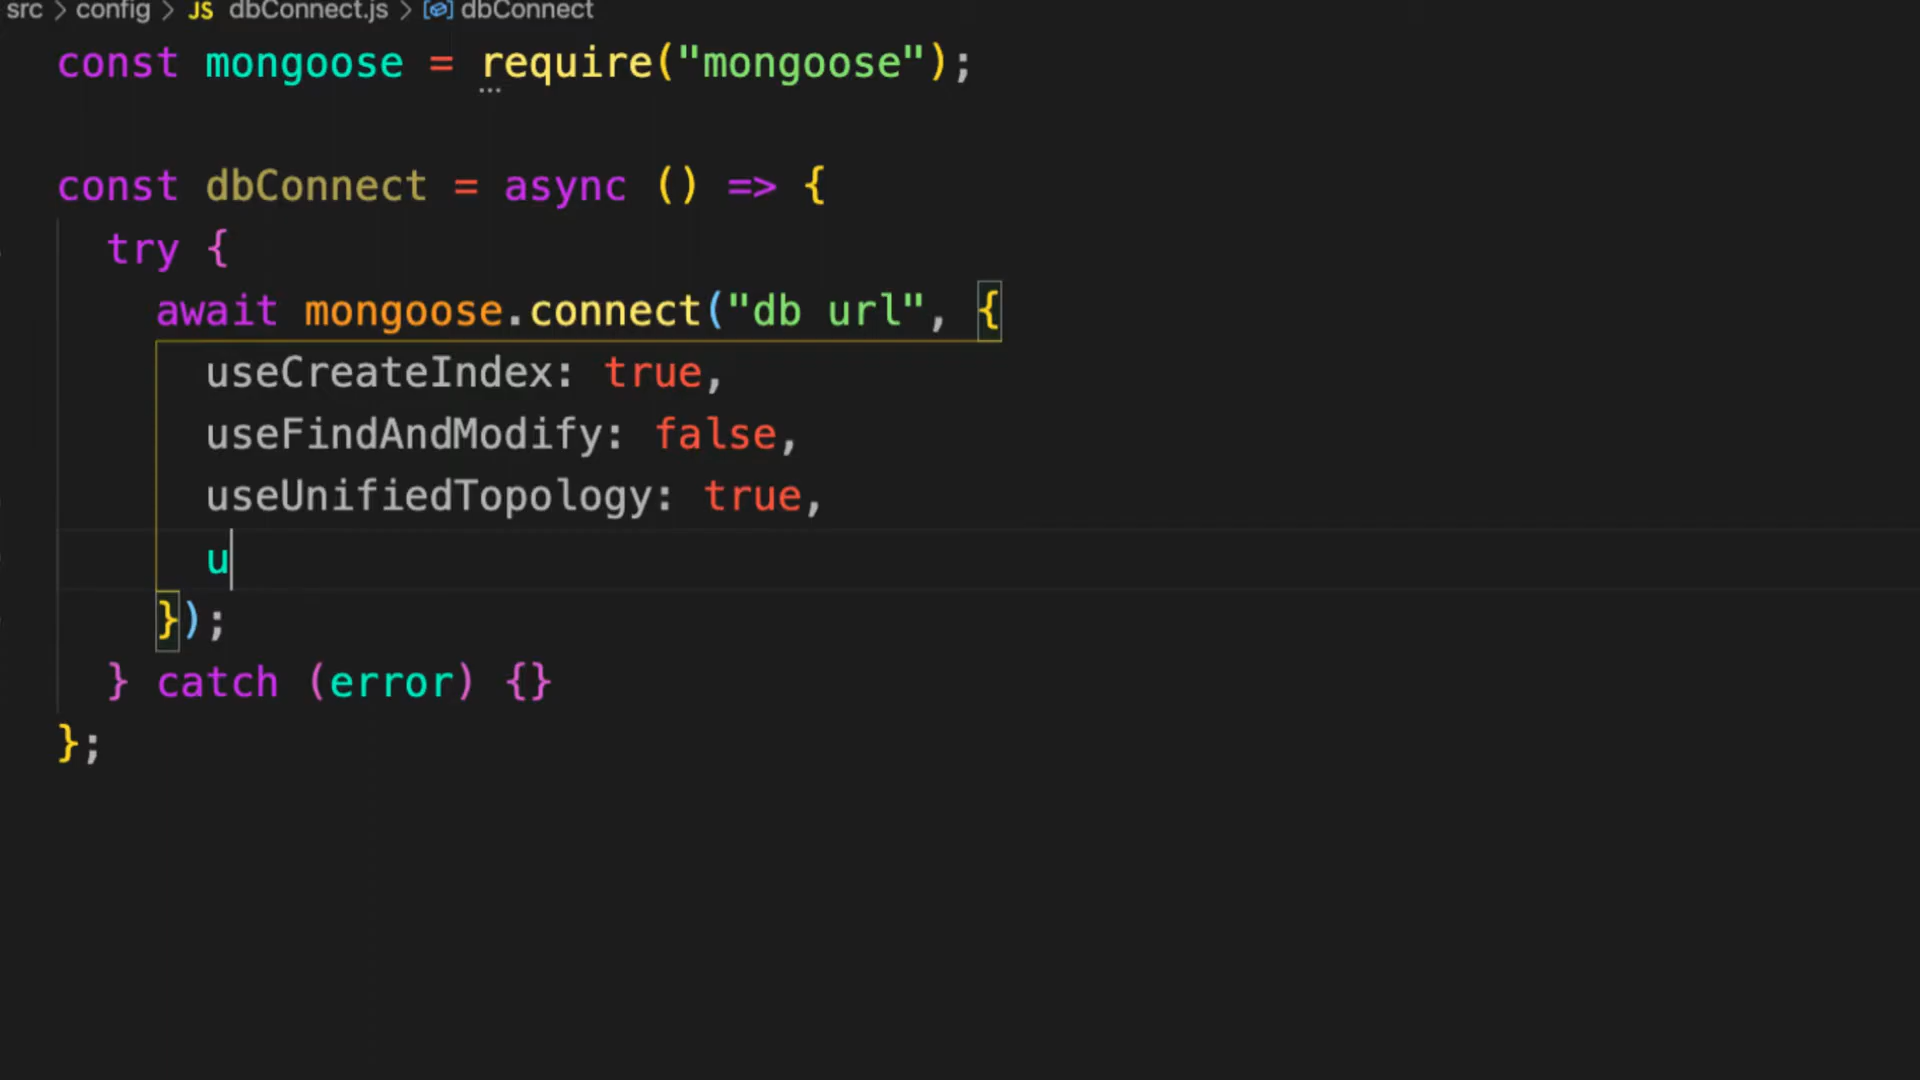 src > config > JS dbConnect.js > dbConnect
const mongoose = require("mongoose");
const dbConnect = async () => {
try {
await mongoose.connect("db url", {
useCreateIndex: true,
useFindAndModify: false,
useUnifiedTopology: true,
u
});
} catch (error) {}
};